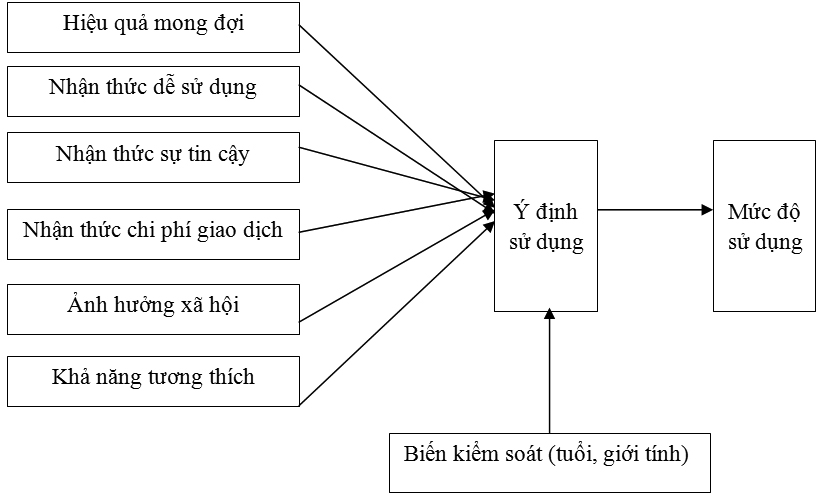 Hiệu quả mong đợi
Nhận thức dễ sử dụng
Nhận thức sự tin cậy
Nhận thức chi phí giao dịch
Ảnh hưởng xã hội
Khả năng tương thích
Ý định
sử dụng
Mức độ
sử dụng
Biến kiểm soát (tuổi, giới tính)